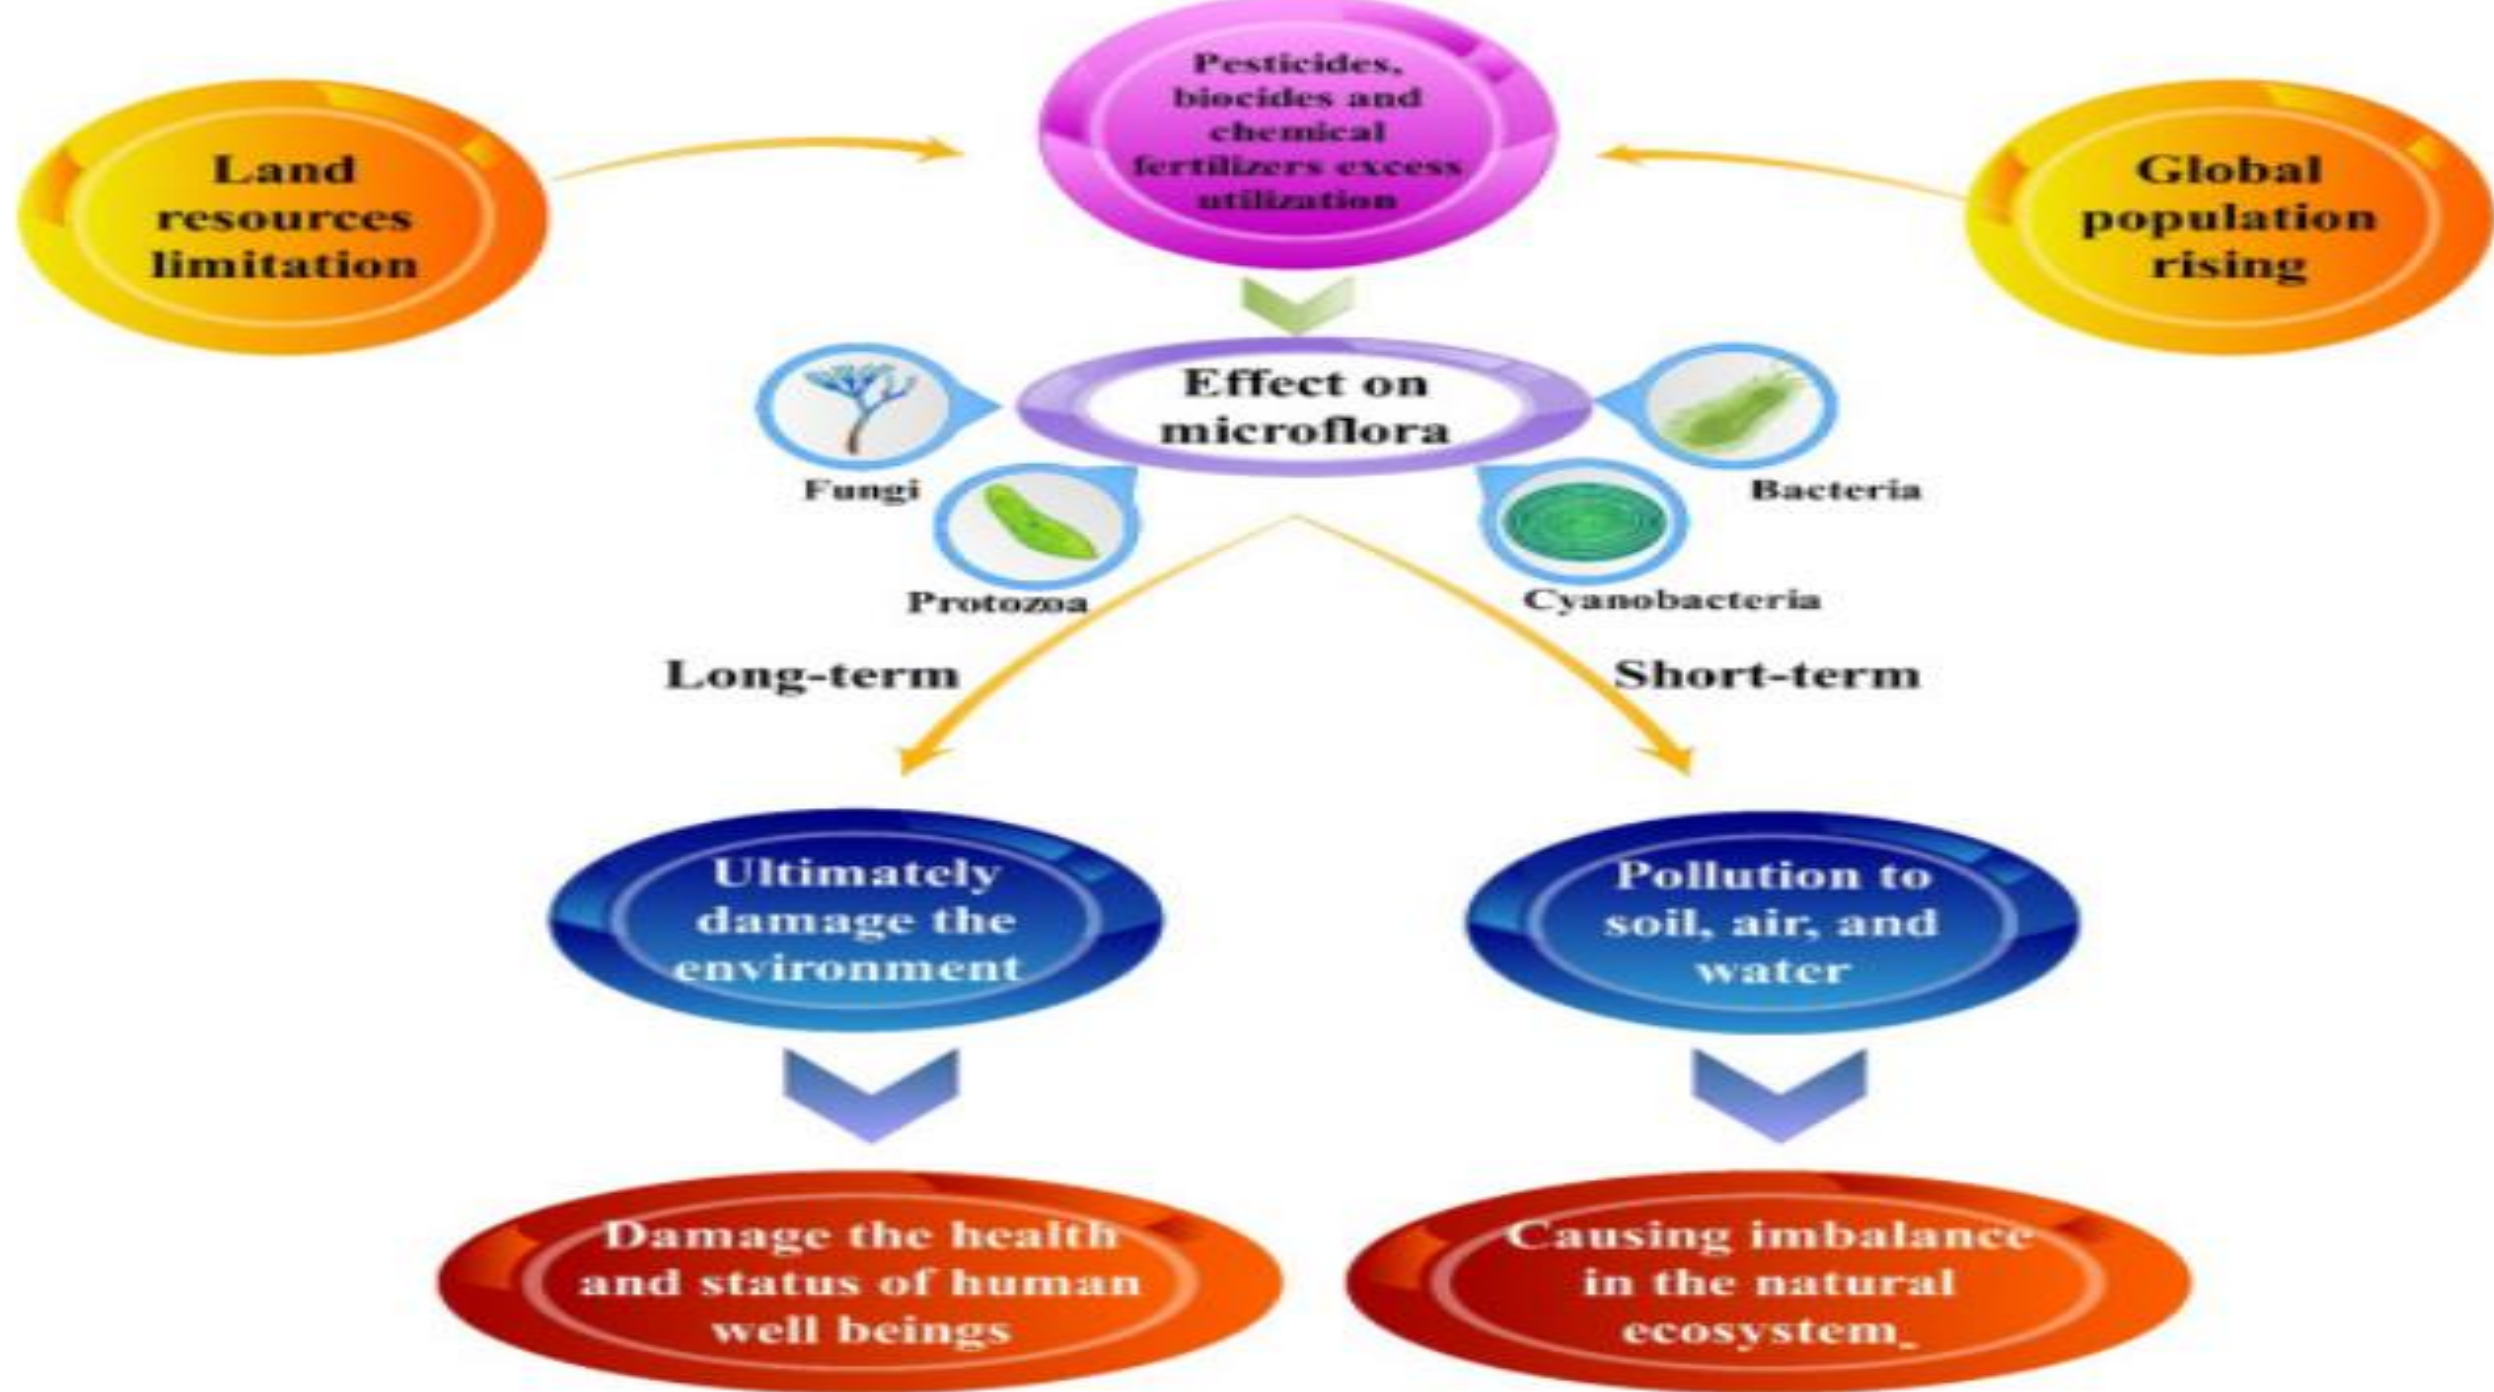 Pesticides,
biocides and
chemical
fertilizers excess
utilization
Land
resources
limitation
Global
population
rising
Effect on
microflora
Fungi
Bacteria
Protozoa
Cyanobacteria
Long-term
Short-term
Ultimately
damage the
environment
Pollution to
soil, air, and
water
Damage the health
and status of human
well beings
Causing imbalance
in the natural
ecosystem_